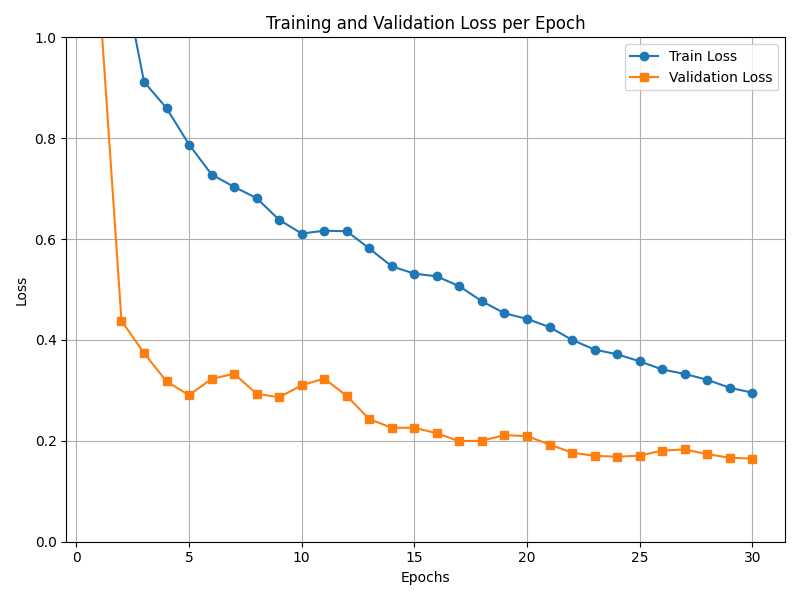 Training and Validation Loss per Epoch
Train Loss
Validation Loss
1.0
0.8
0.6
0.4
0.2
0.0
Loss
0 5 10 15 20 25 30
Epochs